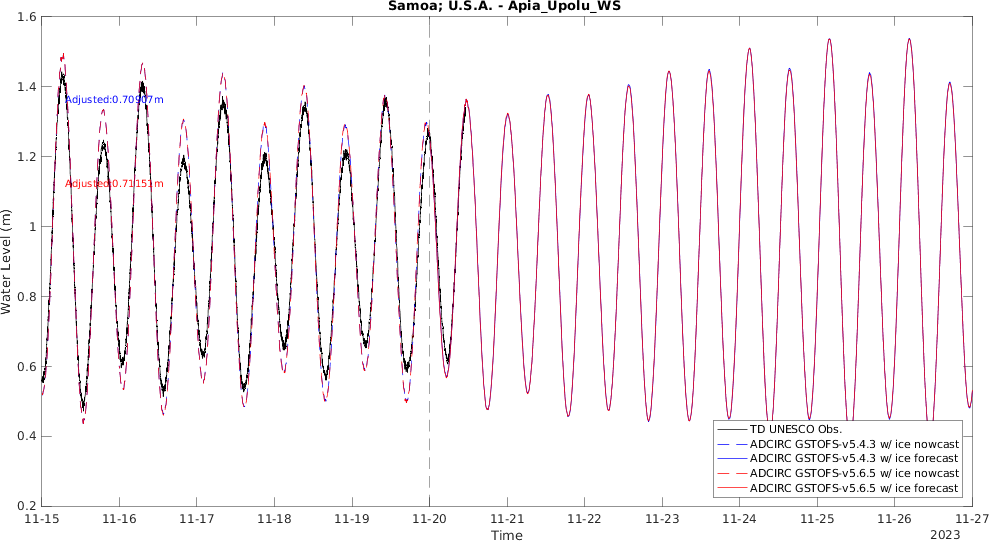 Samoa; U.S.A. - Apia_Upolu_WS
1.6
1.4
1.2
1
0.8
0.6
0.4
0.2
Water Level (m)
Adjusted:0.70907m
Adjusted:0.71151m
TD UNESCO Obs.
ADCIRC GSTOFS-v5.4.3 w/ ice nowcast
ADCIRC GSTOFS-v5.4.3 w/ ice forecast
ADCIRC GSTOFS-v5.6.5 w/ ice nowcast
ADCIRC GSTOFS-v5.6.5 w/ ice forecast
11-15 11-16 11-17 11-18 11-19 11-20 11-21 11-22 11-23 11-24 11-25 11-26 11-27
Time
2023